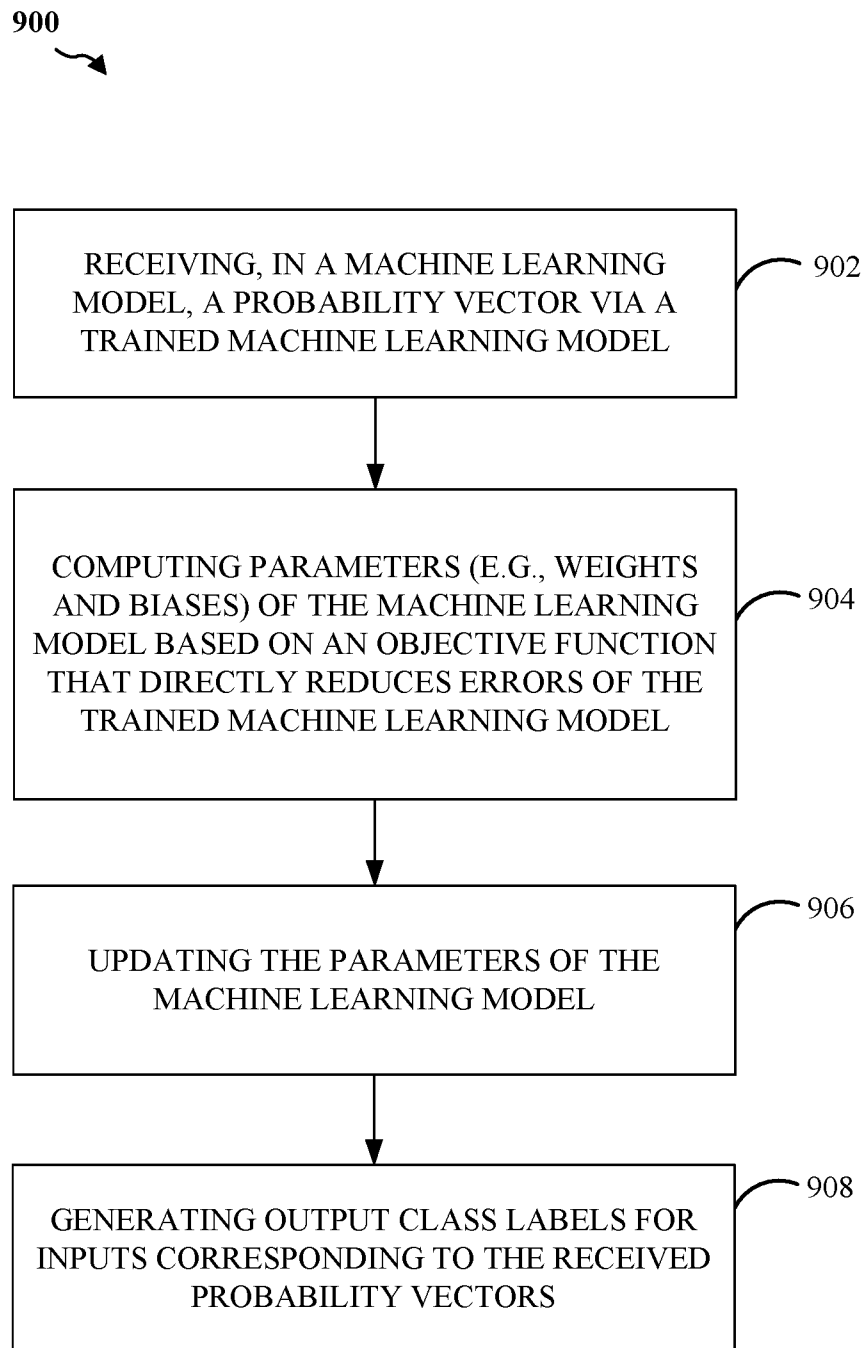 900
RECEIVING, IN A MACHINE LEARNING
MODEL, A PROBABILITY VECTOR VIA A
TRAINED MACHINE LEARNING MODEL
902
COMPUTING PARAMETERS (E.G., WEIGHTS
AND BIASES) OF THE MACHINE LEARNING
MODEL BASED ON AN OBJECTIVE FUNCTION
THAT DIRECTLY REDUCES ERRORS OF THE
TRAINED MACHINE LEARNING MODEL
904
UPDATING THE PARAMETERS OF THE
MACHINE LEARNING MODEL
906
GENERATING OUTPUT CLASS LABELS FOR
INPUTS CORRESPONDING TO THE RECEIVED
PROBABILITY VECTORS
908